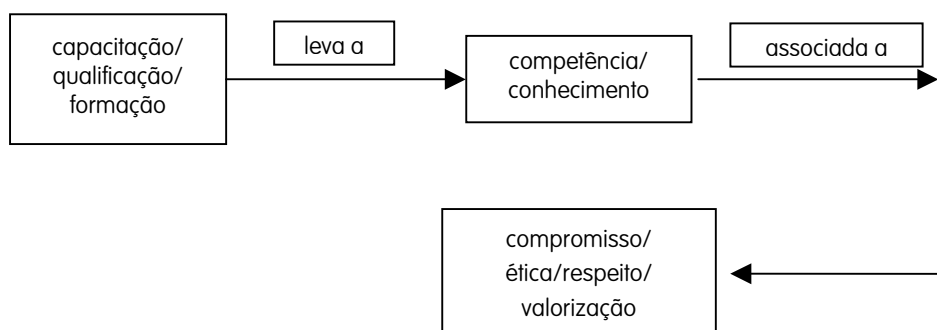 capacitação/
qualificação/
formação
leva a
competência/
conhecimento
associada a
compromisso/
ética/respeito/
valorização